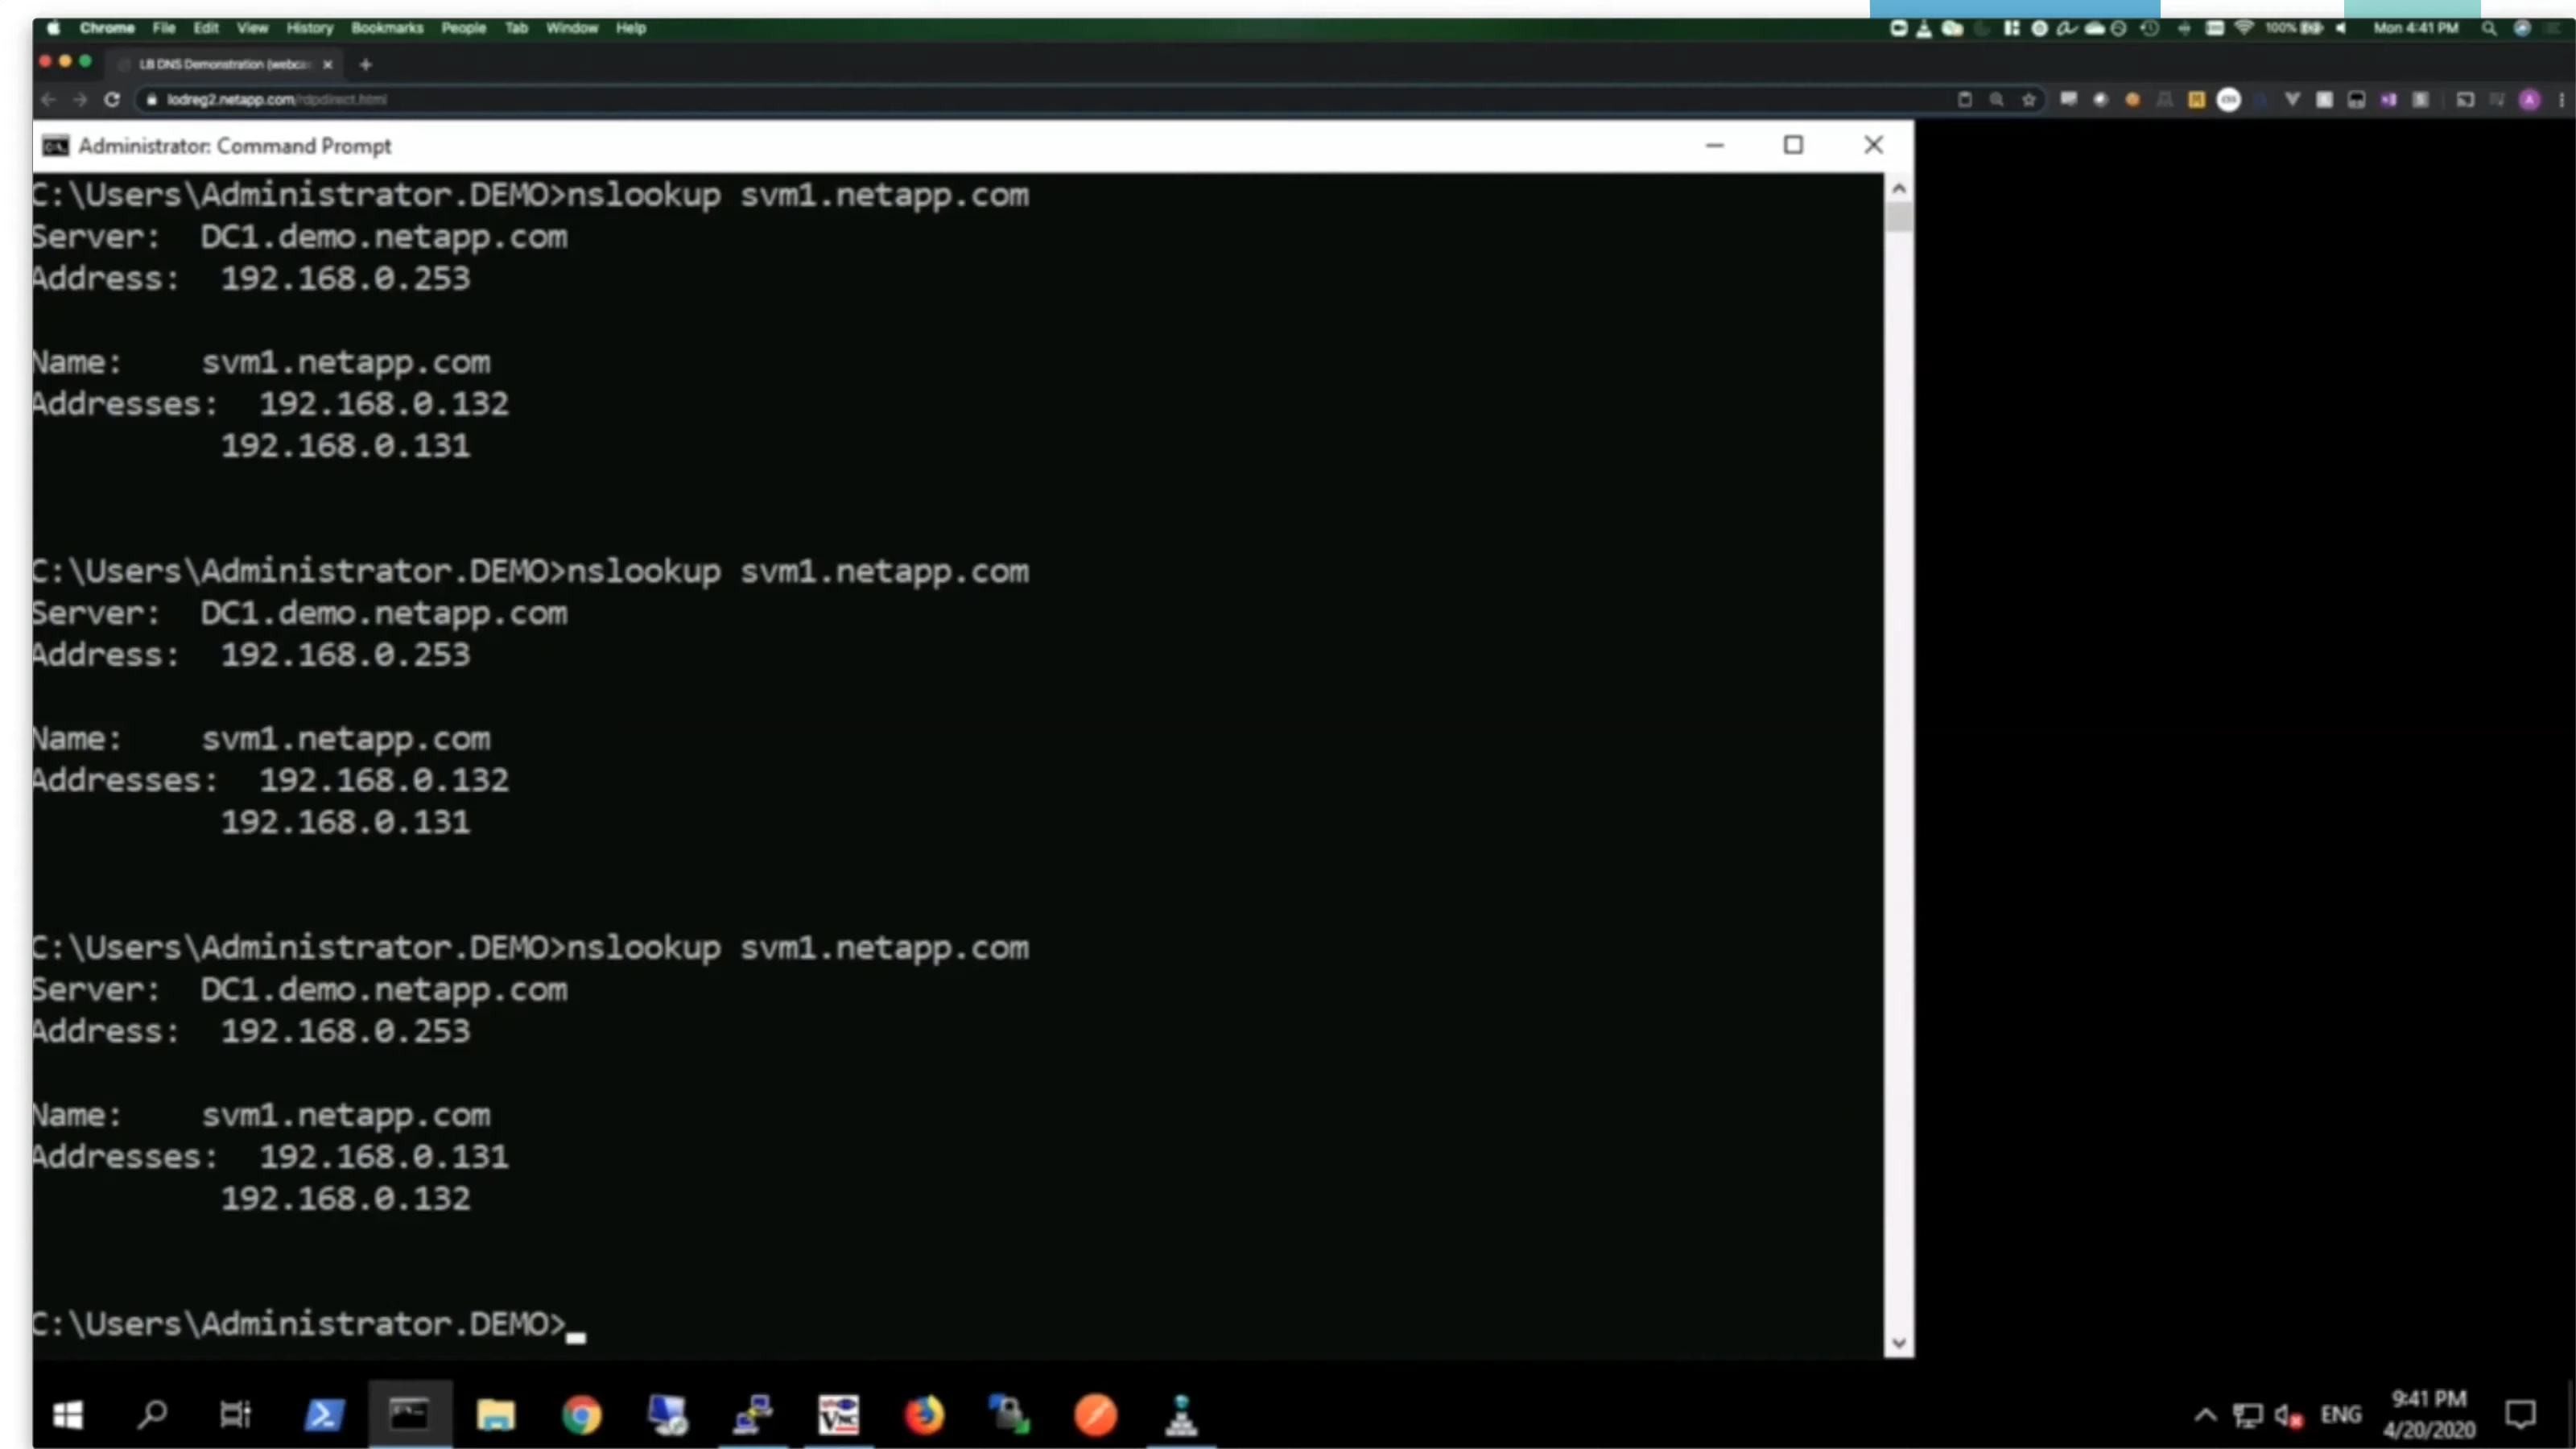 Chrome File Edit View History Bookmarks People Tab Window Help 100% Mon 4:41 PM
LB DNS Demonstration (webca
lodreg2.netapp.com/rdpdirect.html
Administrator: Command Prompt
C:\Users\Administrator.DEMO>nslookup svm1.netapp.com
Server: DC1.demo.netapp.com
Address: 192.168.0.253
Name: svm1.netapp.com
Addresses: 192.168.0.132
192.168.0.131
C:\Users\Administrator.DEMO>nslookup svm1.netapp.com
Server: DC1.demo.netapp.com
Address: 192.168.0.253
Name: svm1.netapp.com
Addresses: 192.168.0.132
192.168.0.131
C:\Users\Administrator.DEMO>nslookup svm1.netapp.com
Server: DC1.demo.netapp.com
Address: 192.168.0.253
Name: svm1.netapp.com
Addresses: 192.168.0.131
192.168.0.132
C:\Users\Administrator.DEMO>
VNC
ENG
9:41 PM
4/20/2020